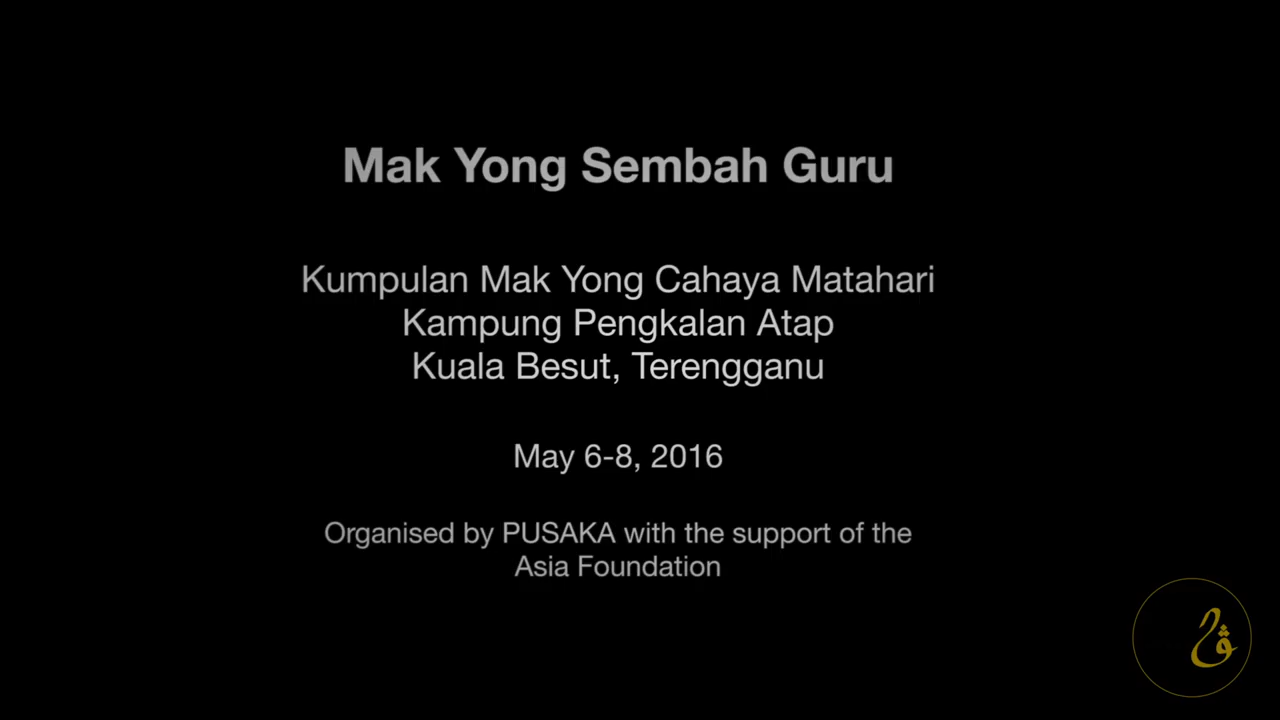 Mak Yong Sembah Guru
Kumpulan Mak Yong Cahaya Matahari
Kampung Pengkalan Atap
Kuala Besut, Terengganu
May 6-8, 2016
Organised by PUSAKA with the support of the
Asia Foundation